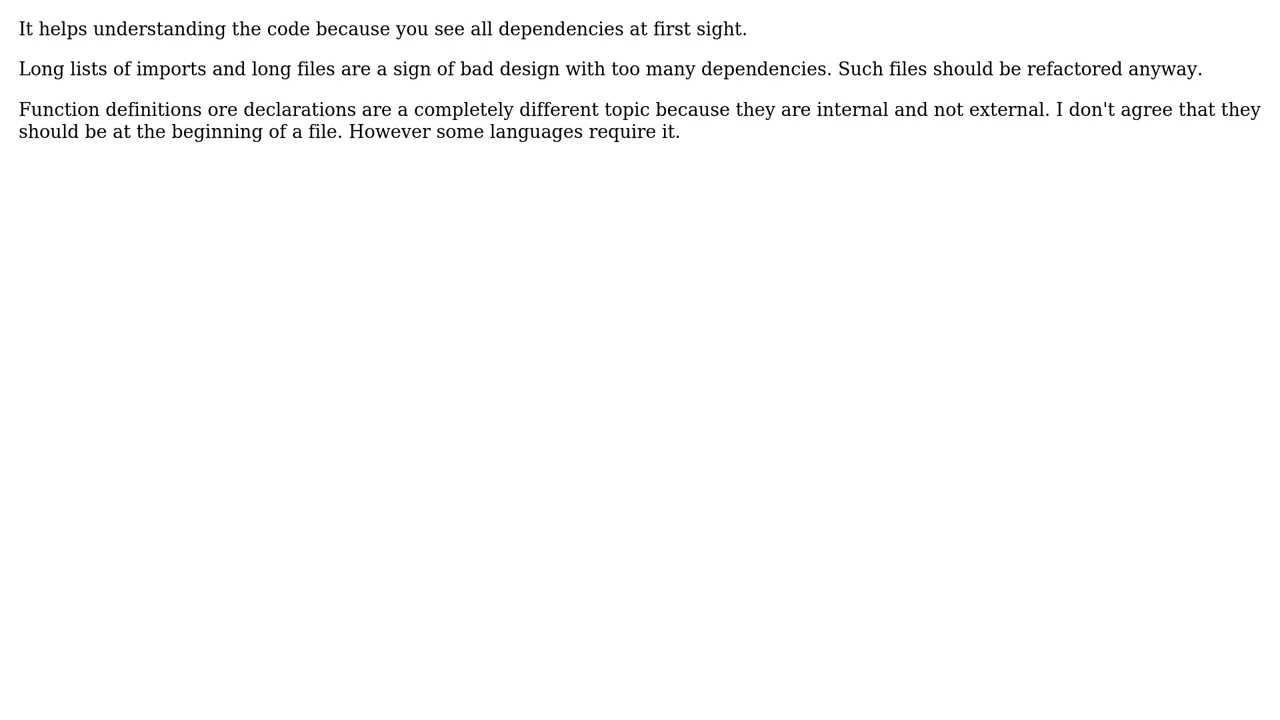 It helps understanding the code because you see all dependencies at first sight.
Long lists of imports and long files are a sign of bad design with too many dependencies. Such files should be refactored anyway.
Function definitions ore declarations are a completely different topic because they are internal and not external. I don't agree that they
should be at the beginning of a file. However some languages require it.